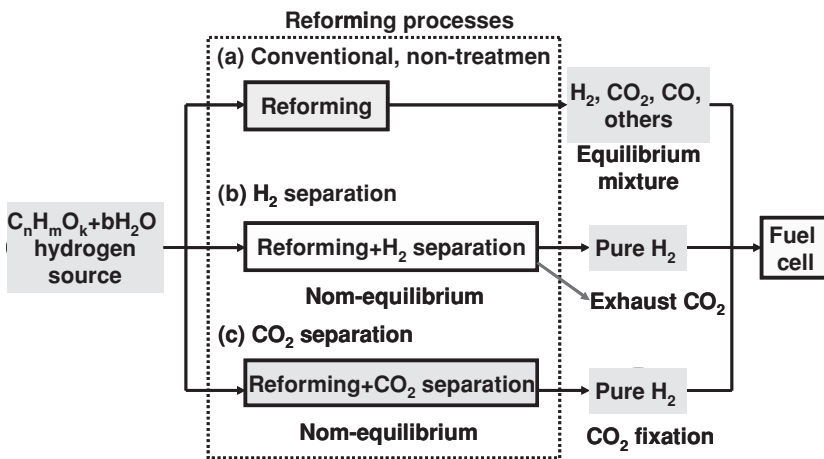 Reforming processes
(a) Conventional, non-treatmen
Reforming
H₂, CO₂, CO,
others
Equilibrium
mixture
(b) H₂ separation
CₙHₘOₖ+bH₂O
hydrogen
source
Reforming+H₂ separation
Pure H₂
Fuel
cell
Nom-equilibrium
Exhaust CO₂
(c) CO₂ separation
Reforming+CO₂ separation
Pure H₂
Nom-equilibrium
CO₂ fixation